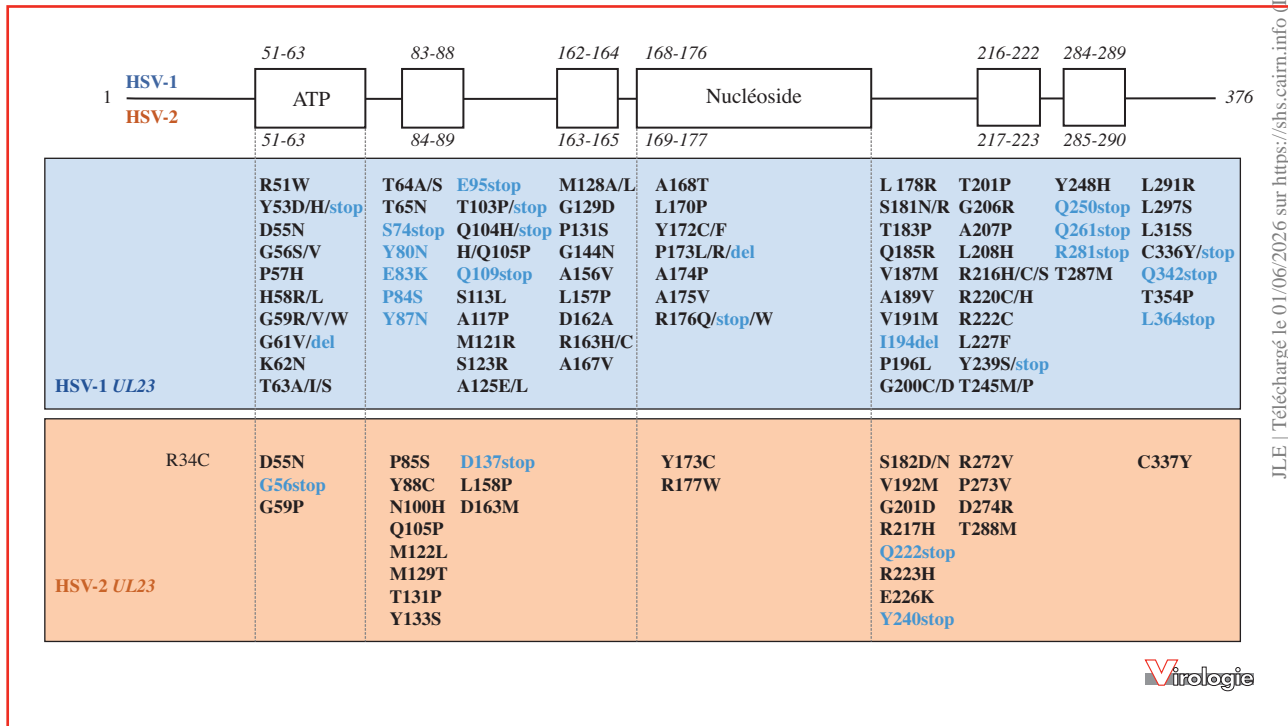 51-63 83-88 162-164 168-176 216-222 284-289
HSV-1
1 ATP Nucléoside 376
HSV-2
51-63 84-89 163-165 169-177 217-223 285-290
R51W T64A/S E95stop M128A/L A168T L 178R T201P Y248H L291R
Y53D/H/stop T65N T103P/stop G129D L170P S181N/R G206R Q250stop L297S
D55N S74stop Q104H/stop P131S Y172C/F T183P A207P Q261stop L315S
G56S/V Y80N H/Q105P G144N P173L/R/del Q185R L208H R281stop C336Y/stop
P57H E83K Q109stop A156V A174P V187M R216H/C/S T287M Q342stop
H58R/L P84S S113L L157P A175V A189V R220C/H T354P
G59R/V/W Y87N A117P D162A R176Q/stop/W V191M R222C L364stop
G61V/del M121R R163H/C I194del L227F
K62N S123R A167V P196L Y239S/stop
HSV-1 UL23 T63A/I/S A125E/L G200C/D T245M/P
R34C D55N P85S D137stop Y173C S182D/N R272V C337Y
G56stop Y88C L158P R177W V192M P273V
G59P N100H D163M G201D D274R
Q105P R217H T288M
M122L Q222stop
M129T R223H
HSV-2 UL23 T131P E226K
Y133S Y240stop
Virologie
JLE | Téléchargé le 01/06/2026 sur https://shs.cairn.info